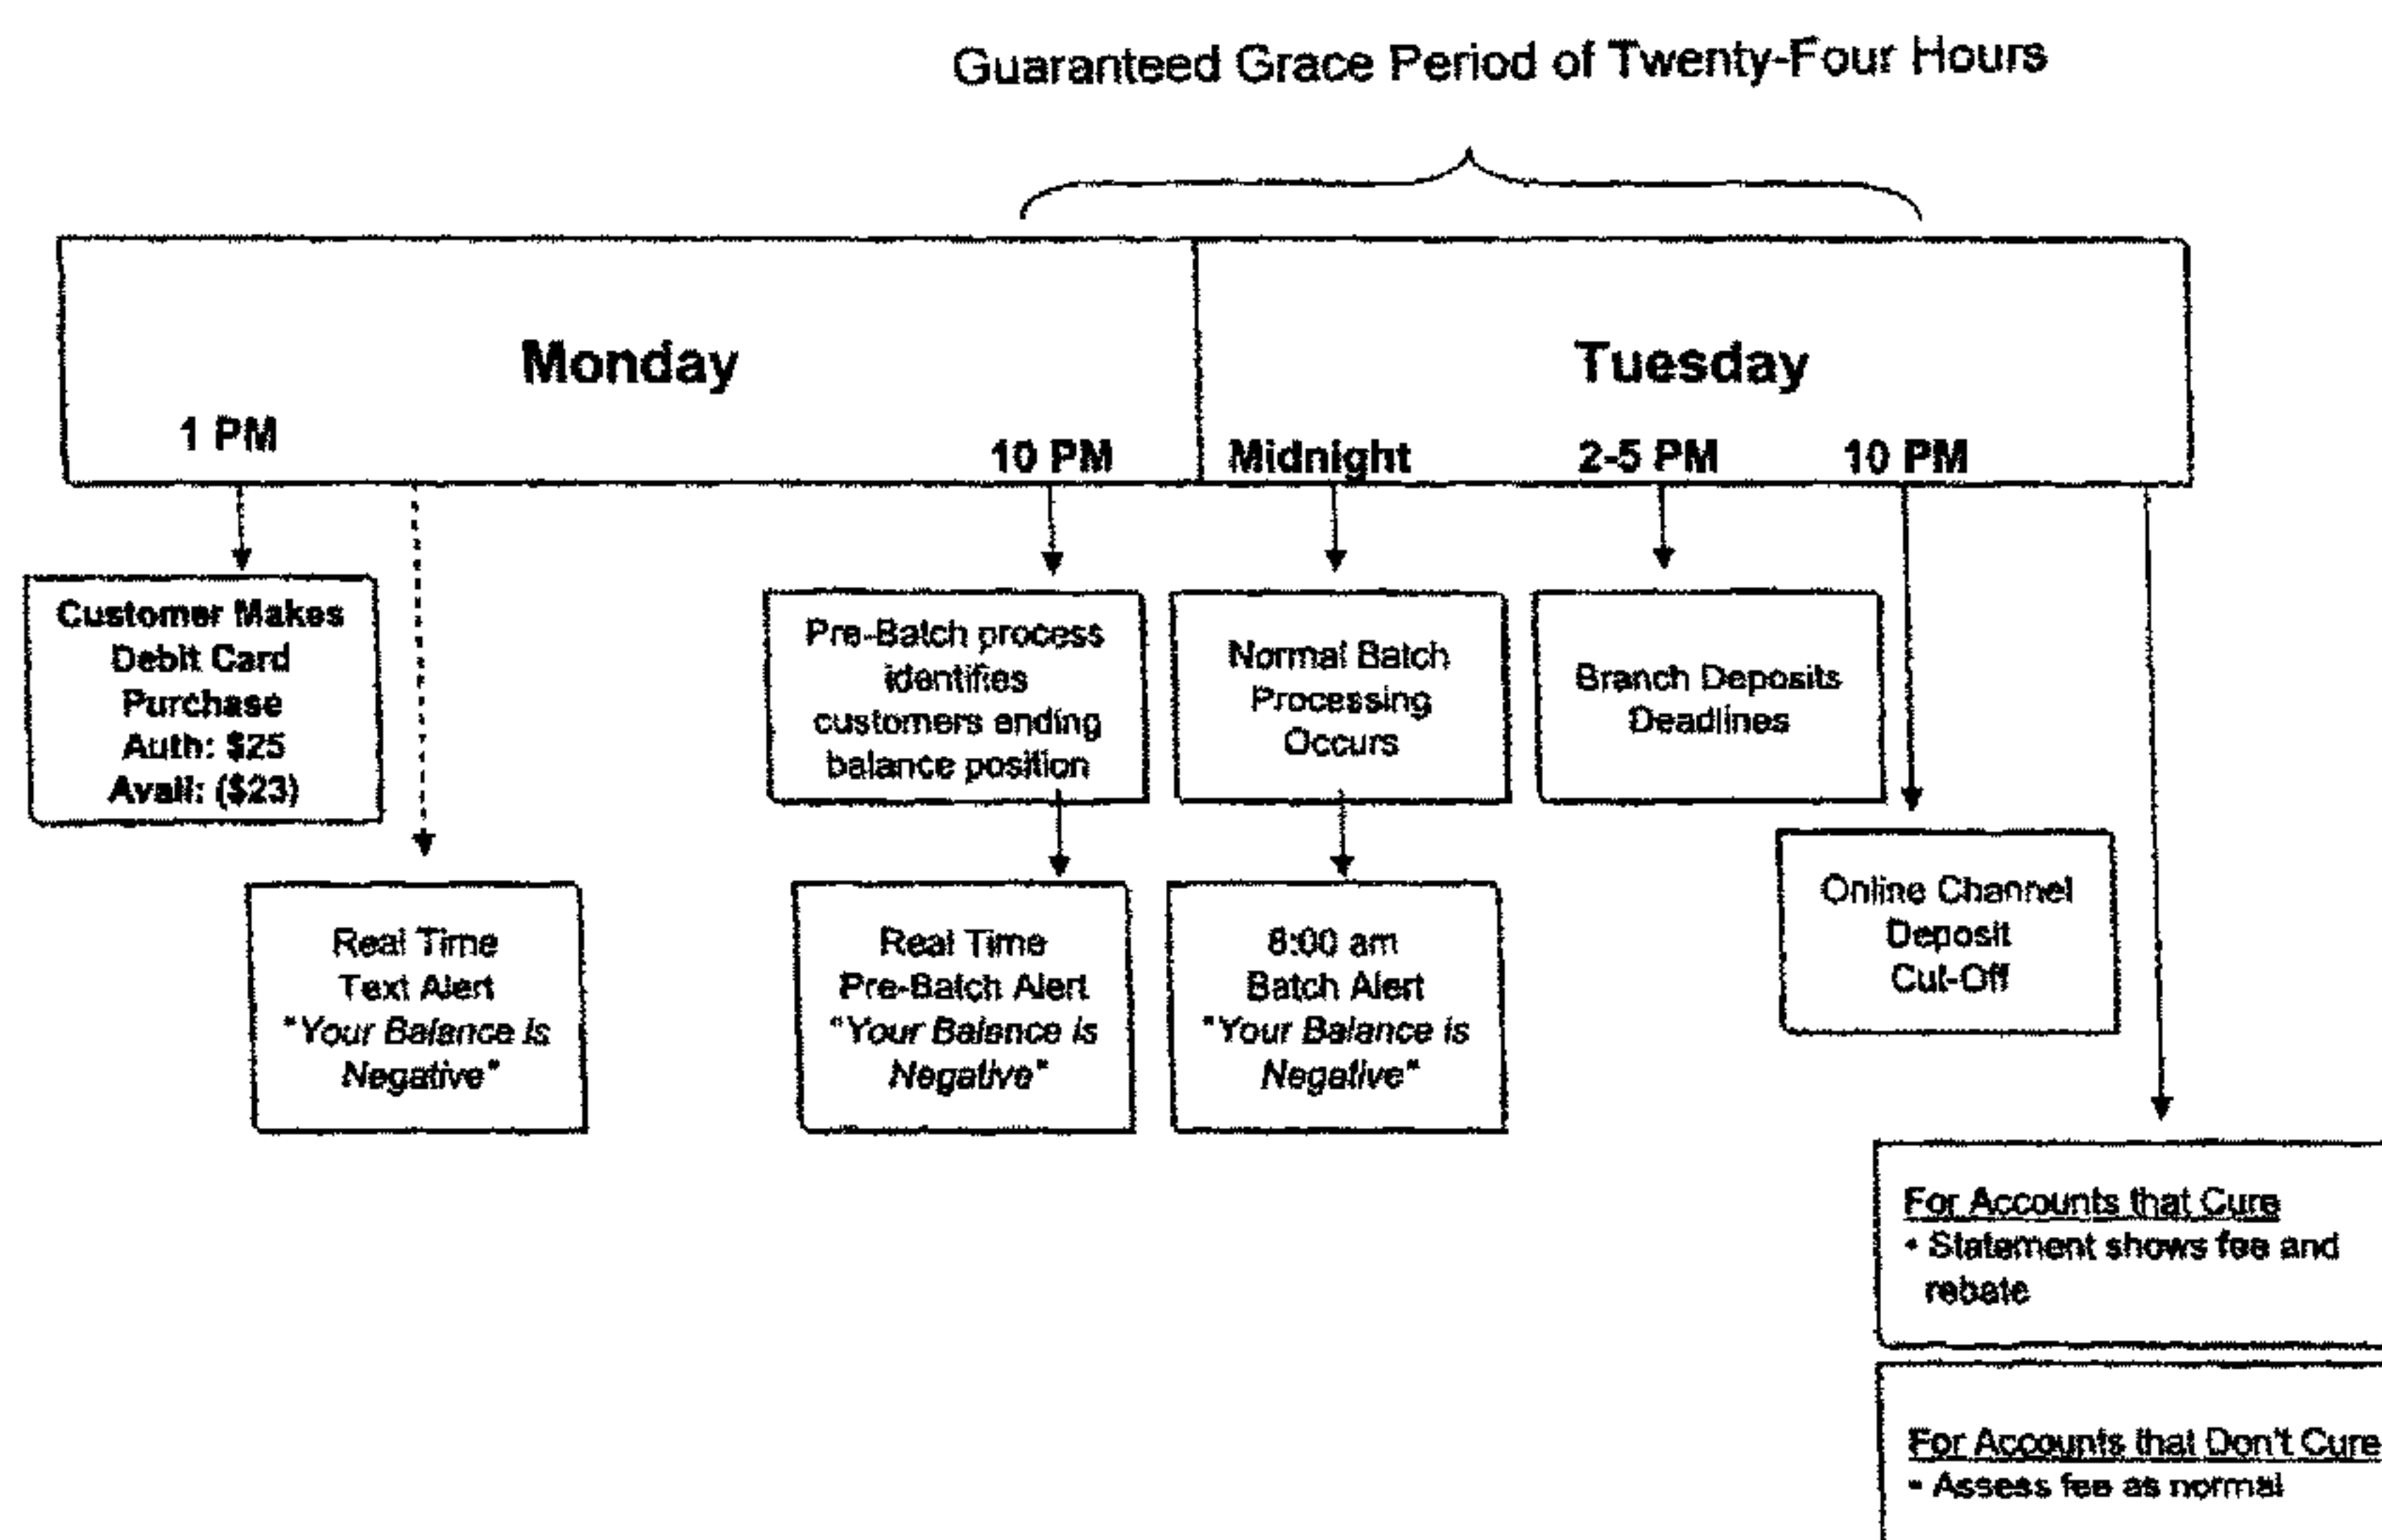 Guaranteed Grace Period of Twenty-Four Hours
Monday
Tuesday
1 PM
10 PM
Midnight
2-5 PM
10 PM
Customer Makes
Debit Card
Purchase
Auth: $25
Avail: ($23)
Pre-Batch process
identifies
customers ending
balance position
Normal Batch
Processing
Occurs
Branch Deposits
Deadlines
Real Time
Text Alert
"Your Balance is
Negative"
Real Time
Pre-Batch Alert
"Your Balance is
Negative"
8:00 am
Batch Alert
"Your Balance is
Negative"
Online Channel
Deposit
Cut-Off
For Accounts that Cure
• Statement shows fee and
rebate
For Accounts that Don't Cure
• Assess fee as normal